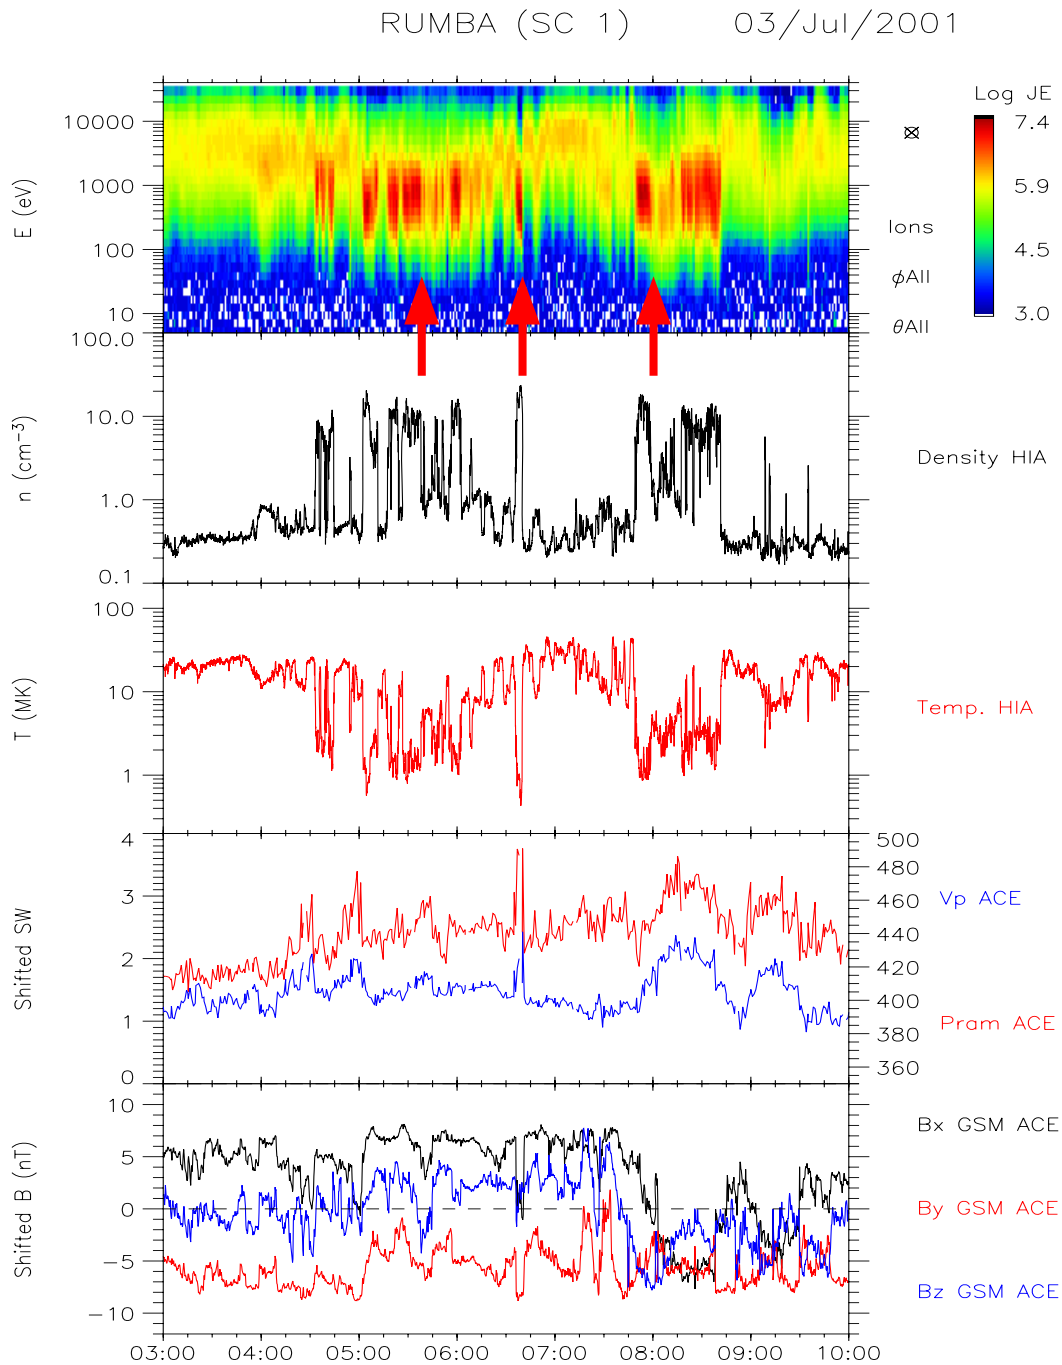 RUMBA (SC 1) 03/Jul/2001
Log JE
7.4
5.9
4.5
3.0
E (eV)
10000
1000
100
10
Ions
ϕAll
θAll
n (cm⁻³)
100.0
10.0
1.0
0.1
Density HIA
T (MK)
100
10
1
Temp. HIA
Shifted SW
4
3
2
1
0
500
480
460
440
420
400
380
360
Vp ACE
Pram ACE
Shifted B (nT)
10
5
0
−5
−10
Bx GSM ACE
By GSM ACE
Bz GSM ACE
03:00 04:00 05:00 06:00 07:00 08:00 09:00 10:00